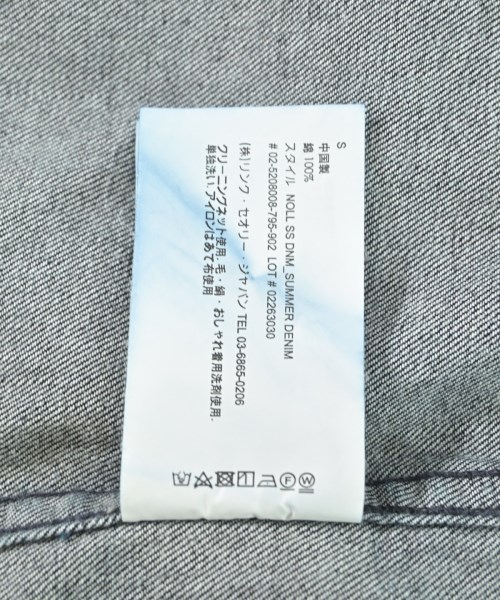 S
中国製
綿 100%
スタイル NOLL SS DNM_SUMMER DENIM
# 02-5208008-795-902 LOT # 02263030
(株)リンク・セオリー・ジャパン TEL 03-6865-0206
クリーニングネット使用. 毛・絹・おしゃれ着用洗剤使用.
単独洗い. アイロンはあて布使用